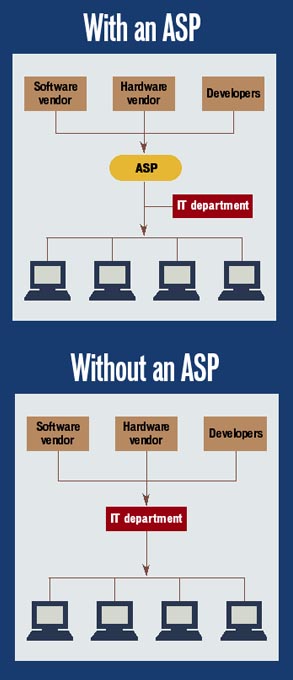 With an ASP
Software vendor
Hardware vendor
Developers
ASP
IT department
Without an ASP
Software vendor
Hardware vendor
Developers
IT department